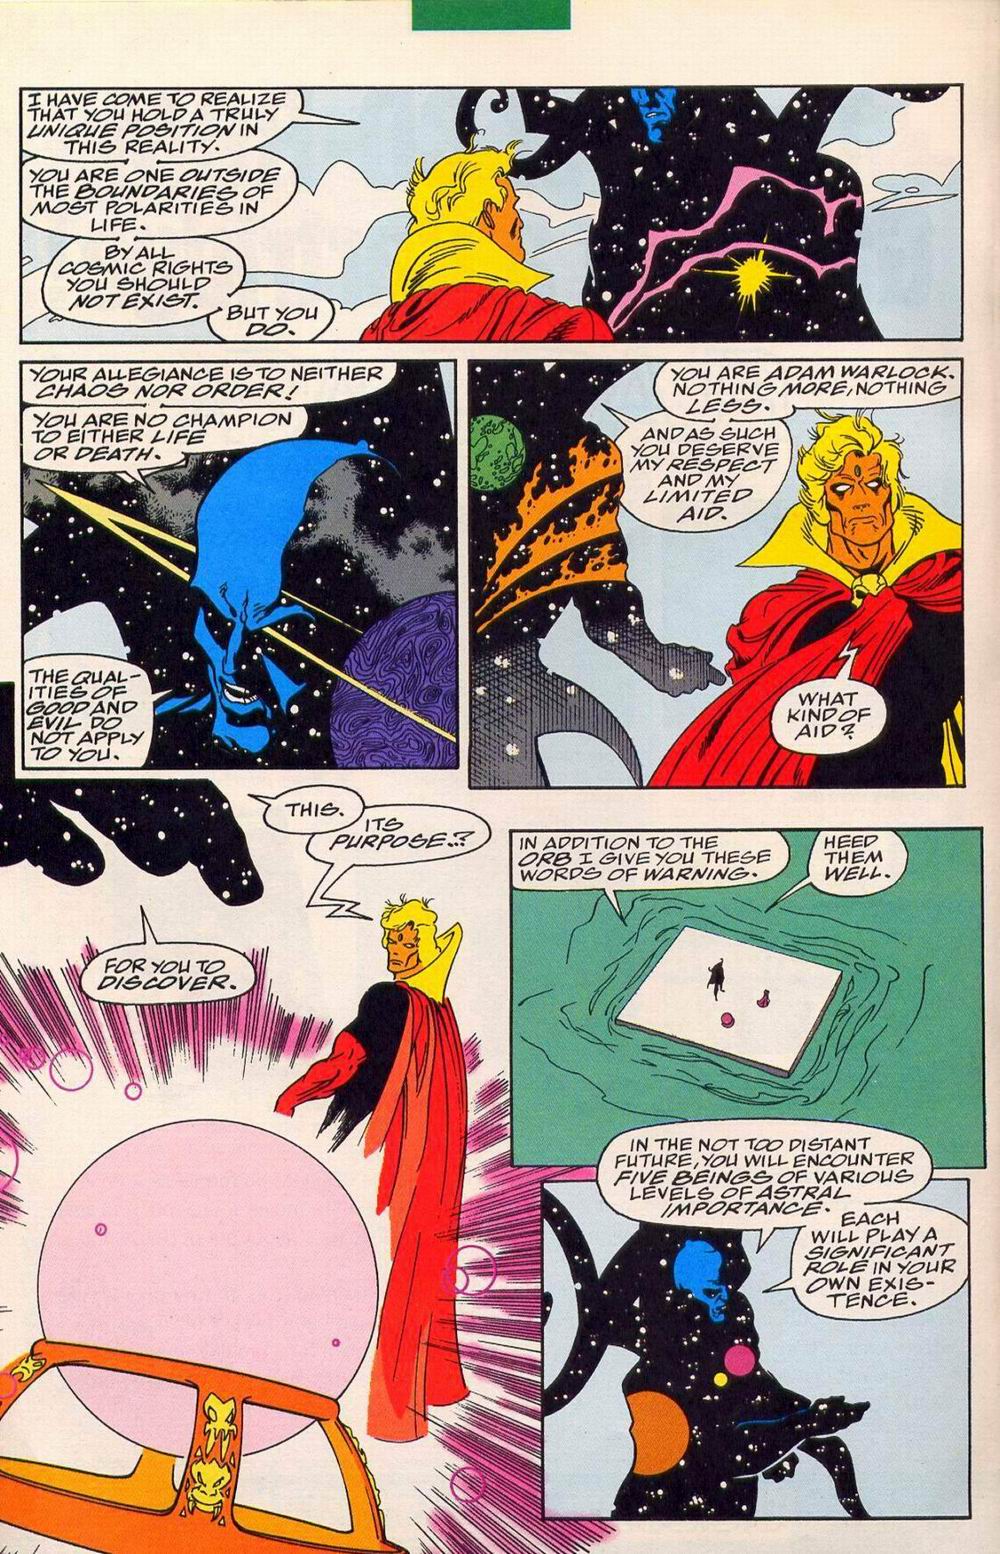 I HAVE COME TO REALIZE
THAT YOU HOLD A TRULY
UNIQUE POSITION IN
THIS REALITY.
YOU ARE ONE OUTSIDE
THE BOUNDARIES OF
MOST POLARITIES IN
LIFE.
BY ALL
COSMIC RIGHTS
YOU SHOULD
NOT EXIST.
BUT YOU
DO.
YOUR ALLEGIANCE IS TO NEITHER
CHAOS NOR ORDER!
YOU ARE NO CHAMPION
TO EITHER LIFE
OR DEATH.
THE QUAL-
ITIES OF
GOOD AND
EVIL DO
NOT APPLY
TO YOU.
YOU ARE ADAM WARLOCK.
NOTHING MORE, NOTHING
LESS.
AND AS SUCH
YOU DESERVE
MY RESPECT
AND MY
LIMITED
AID.
WHAT
KIND OF
AID?
THIS.
ITS
PURPOSE..?
FOR YOU TO
DISCOVER.
IN ADDITION TO THE
ORB I GIVE YOU THESE
WORDS OF WARNING.
HEED
THEM
WELL.
IN THE NOT TOO DISTANT
FUTURE, YOU WILL ENCOUNTER
FIVE BEINGS OF VARIOUS
LEVELS OF ASTRAL
IMPORTANCE.
EACH
WILL PLAY A
SIGNIFICANT
ROLE IN YOUR
OWN EXIS-
TENCE.